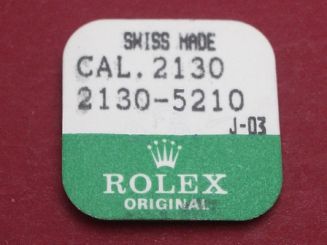 SWISS MADE
CAL.2130
2130-5210
J-03
ROLEX
ORIGINAL